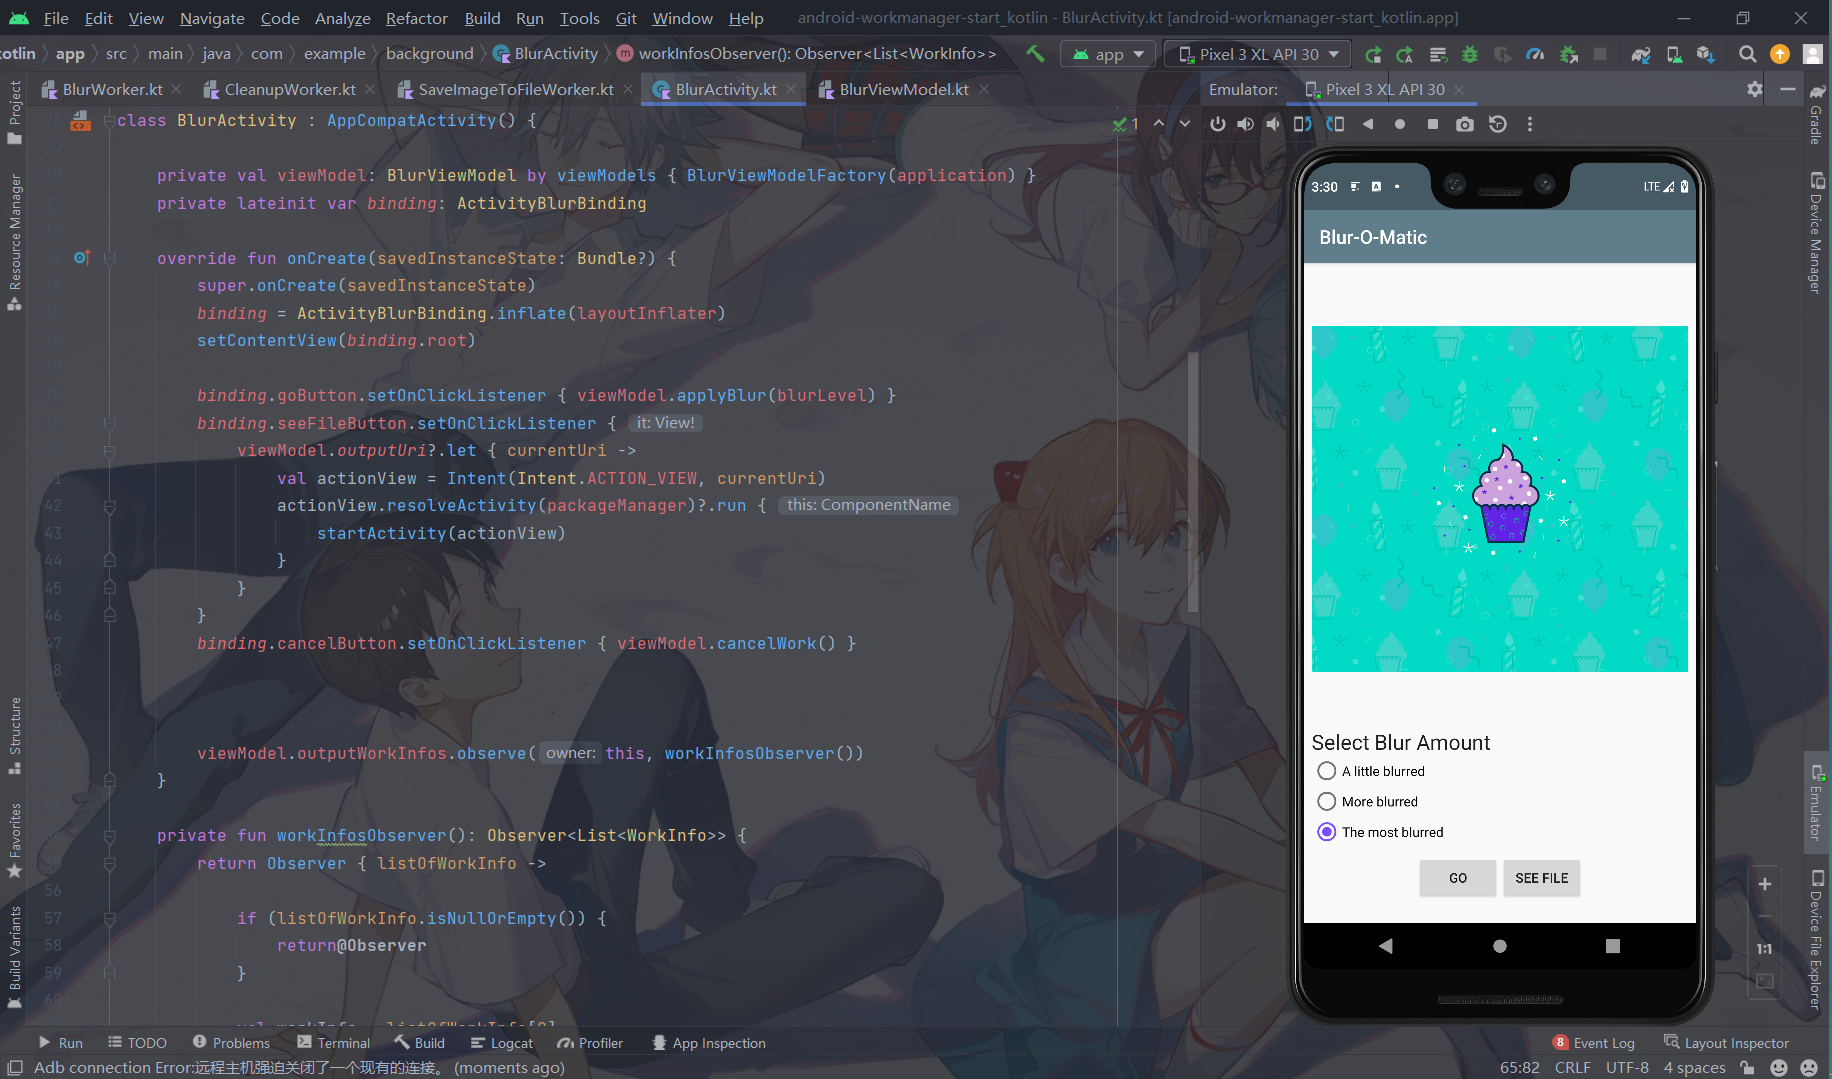 File Edit View Navigate Code Analyze Refactor Build Run Tools Git Window Help android-workmanager-start_kotlin - BlurActivity.kt [android-workmanager-start_kotlin.app]
otlin app src main java com example background BlurActivity workInfosObserver(): Observer<List<WorkInfo>> app Pixel 3 XL API 30
BlurWorker.kt CleanupWorker.kt SaveImageToFileWorker.kt BlurActivity.kt BlurViewModel.kt Emulator: Pixel 3 XL API 30
Project
Resource Manager
Structure
Favorites
Build Variants
28 class BlurActivity : AppCompatActivity() { 1
29
30 private val viewModel: BlurViewModel by viewModels { BlurViewModelFactory(application) }
31 private lateinit var binding: ActivityBlurBinding
32
33 override fun onCreate(savedInstanceState: Bundle?) {
34 super.onCreate(savedInstanceState)
35 binding = ActivityBlurBinding.inflate(layoutInflater)
36 setContentView(binding.root)
37
38 binding.goButton.setOnClickListener { viewModel.applyBlur(blurLevel) }
39 binding.seeFileButton.setOnClickListener { it: View!
40 viewModel.outputUri?.let { currentUri ->
41 val actionView = Intent(Intent.ACTION_VIEW, currentUri)
42 actionView.resolveActivity(packageManager)?.run { this: ComponentName
43 startActivity(actionView)
44 }
45 }
46 }
47 binding.cancelButton.setOnClickListener { viewModel.cancelWork() }
48
51 viewModel.outputWorkInfos.observe( owner: this, workInfosObserver())
52 }
53
54 private fun workInfosObserver(): Observer<List<WorkInfo>> {
55 return Observer { listOfWorkInfo ->
56
57 if (listOfWorkInfo.isNullOrEmpty()) {
58 return@Observer
59 }
60
3:30 A LTE
Blur-O-Matic
Select Blur Amount
A little blurred
More blurred
The most blurred
GO SEE FILE
1:1
Gradle
Device Manager
Emulator
Device File Explorer
Run TODO Problems Terminal Build Logcat Profiler App Inspection 8 Event Log Layout Inspector
Adb connection Error:远程主机强迫关闭了一个现有的连接。 (moments ago) 65:82 CRLF UTF-8 4 spaces